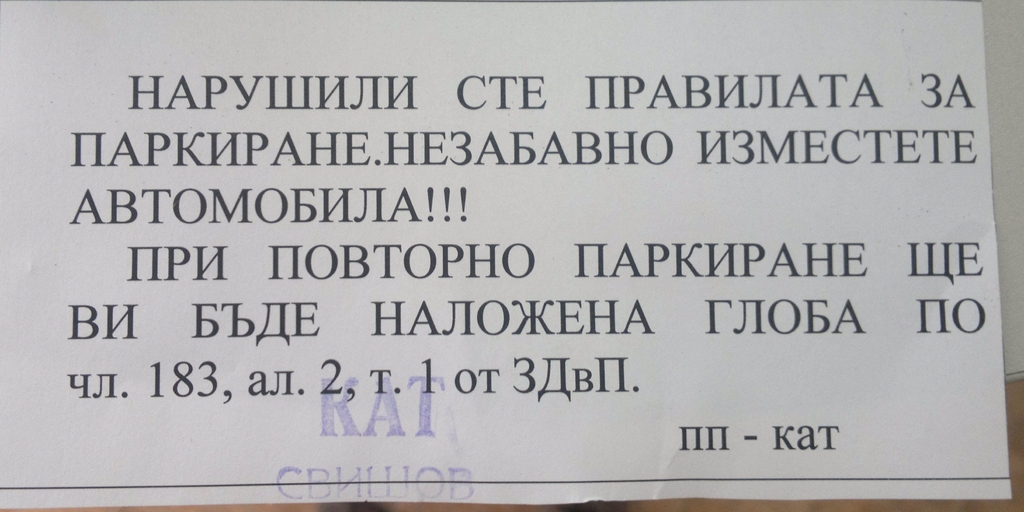 НАРУШИЛИ СТЕ ПРАВИЛАТА ЗА
ПАРКИРАНЕ.НЕЗАБАВНО ИЗМЕСТЕТЕ
АВТОМОБИЛА!!!
ПРИ ПОВТОРНО ПАРКИРАНЕ ЩЕ
ВИ БЪДЕ НАЛОЖЕНА ГЛОБА ПО
чл. 183, ал. 2, т. 1 от ЗДвП.
КАТ
пп - кат
СВИЩОВ